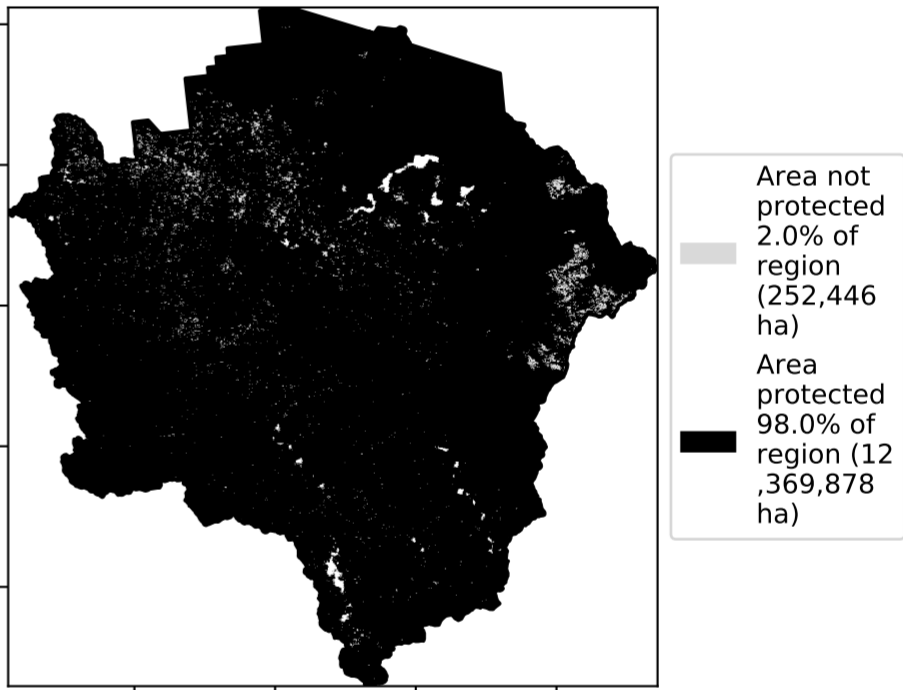 Area not
protected
2.0% of
region
(252,446
ha)
Area
protected
98.0% of
region (12
,369,878
ha)